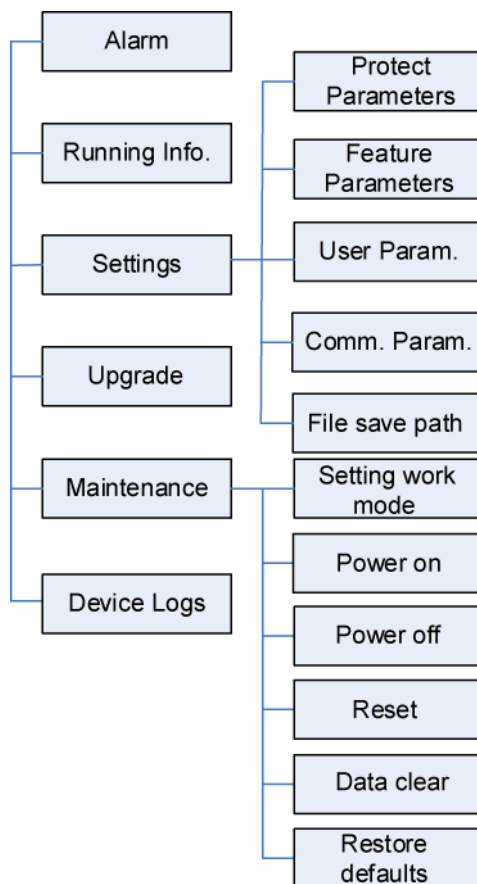 Alarm
Running Info.
Settings
Upgrade
Maintenance
Device Logs
Protect
Parameters
Feature
Parameters
User Param.
Comm. Param.
File save path
Setting work
mode
Power on
Power off
Reset
Data clear
Restore
defaults